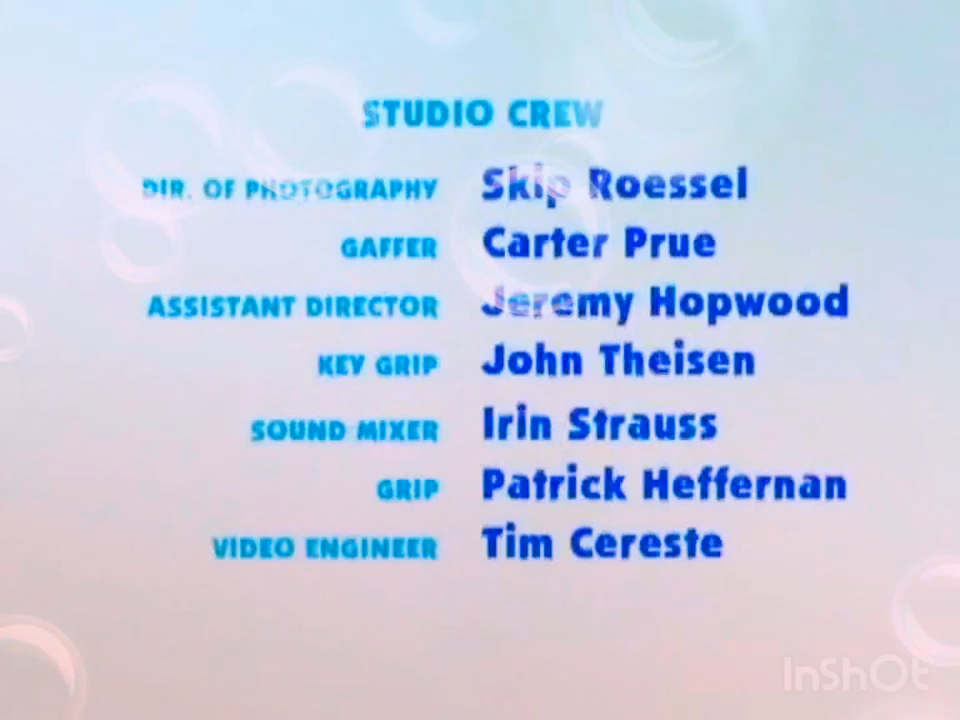 STUDIO CREW
DIR. OF PHOTOGRAPHY Skip Roessel
GAFFER Carter Prue
ASSISTANT DIRECTOR Jeremy Hopwood
KEY GRIP John Theisen
SOUND MIXER Irin Strauss
GRIP Patrick Heffernan
VIDEO ENGINEER Tim Cereste
InShOt